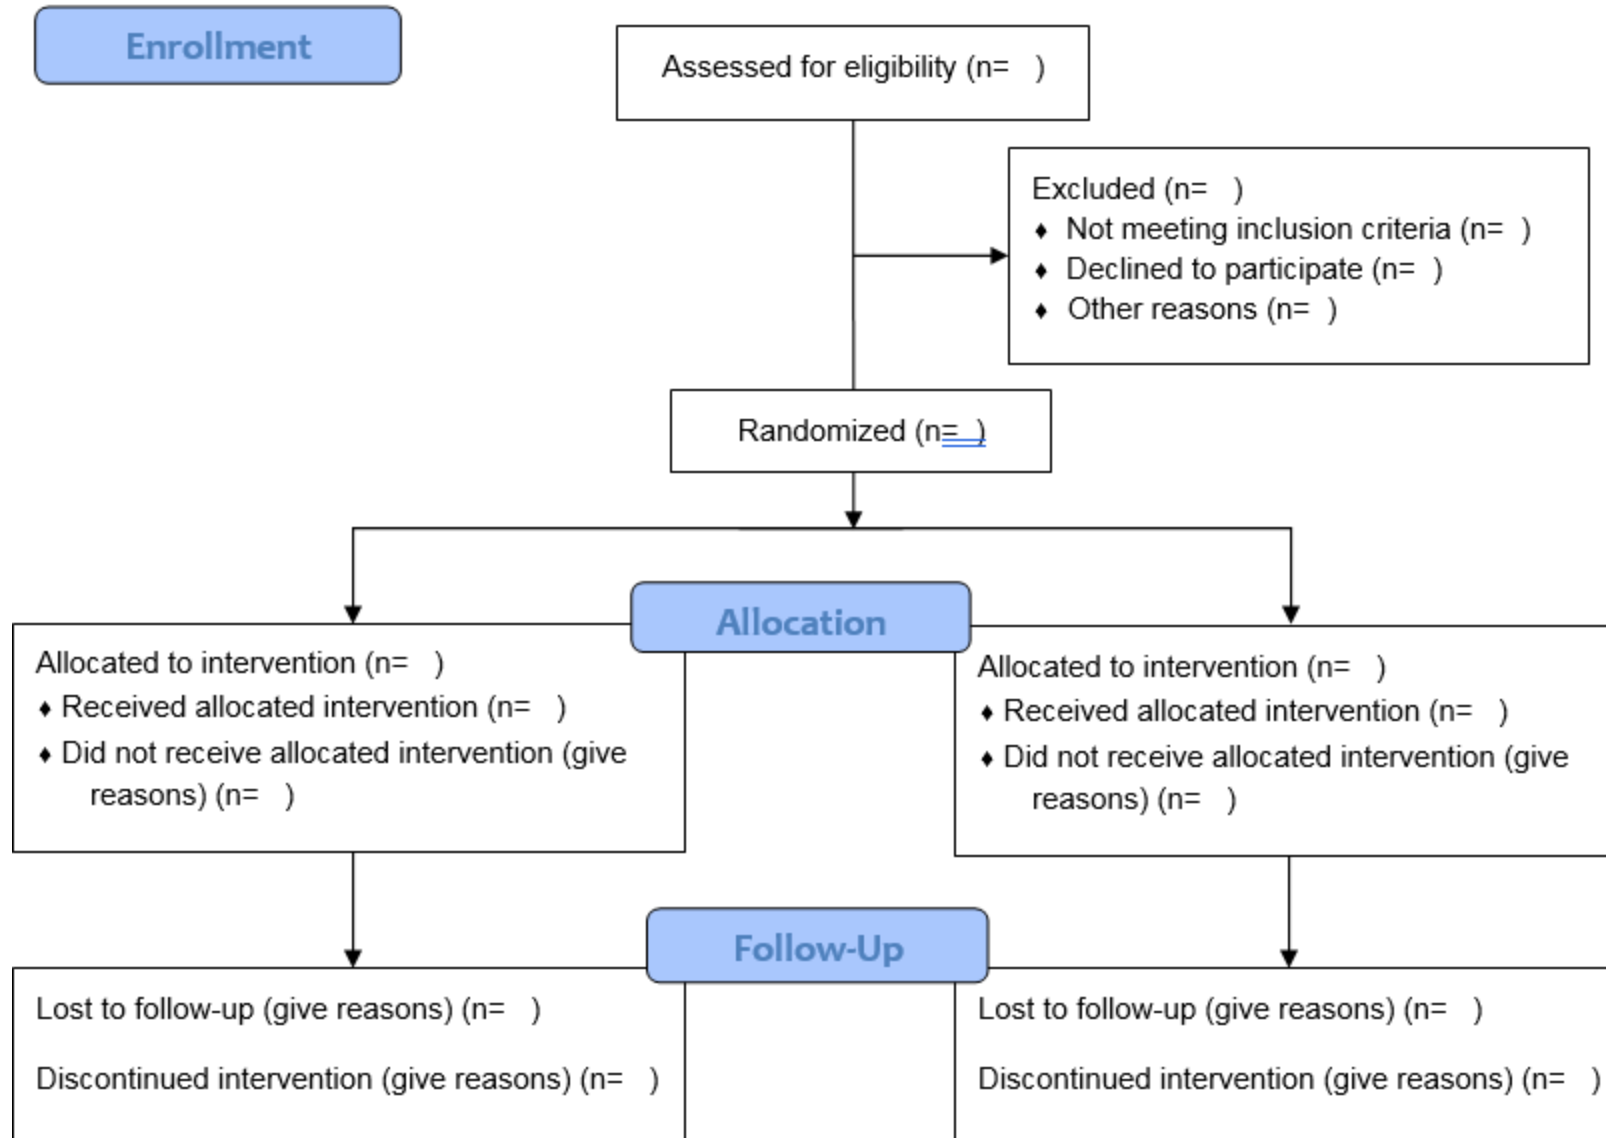 Enrollment
Assessed for eligibility (n=   )
Excluded (n=   )
♦ Not meeting inclusion criteria (n=  )
♦ Declined to participate (n=  )
♦ Other reasons (n=  )
Randomized (n=  )
Allocation
Allocated to intervention (n=   )
♦ Received allocated intervention (n=   )
♦ Did not receive allocated intervention (give
reasons) (n=   )
Allocated to intervention (n=   )
♦ Received allocated intervention (n=   )
♦ Did not receive allocated intervention (give
reasons) (n=   )
Follow-Up
Lost to follow-up (give reasons) (n=   )
Discontinued intervention (give reasons) (n=   )
Lost to follow-up (give reasons) (n=   )
Discontinued intervention (give reasons) (n=   )